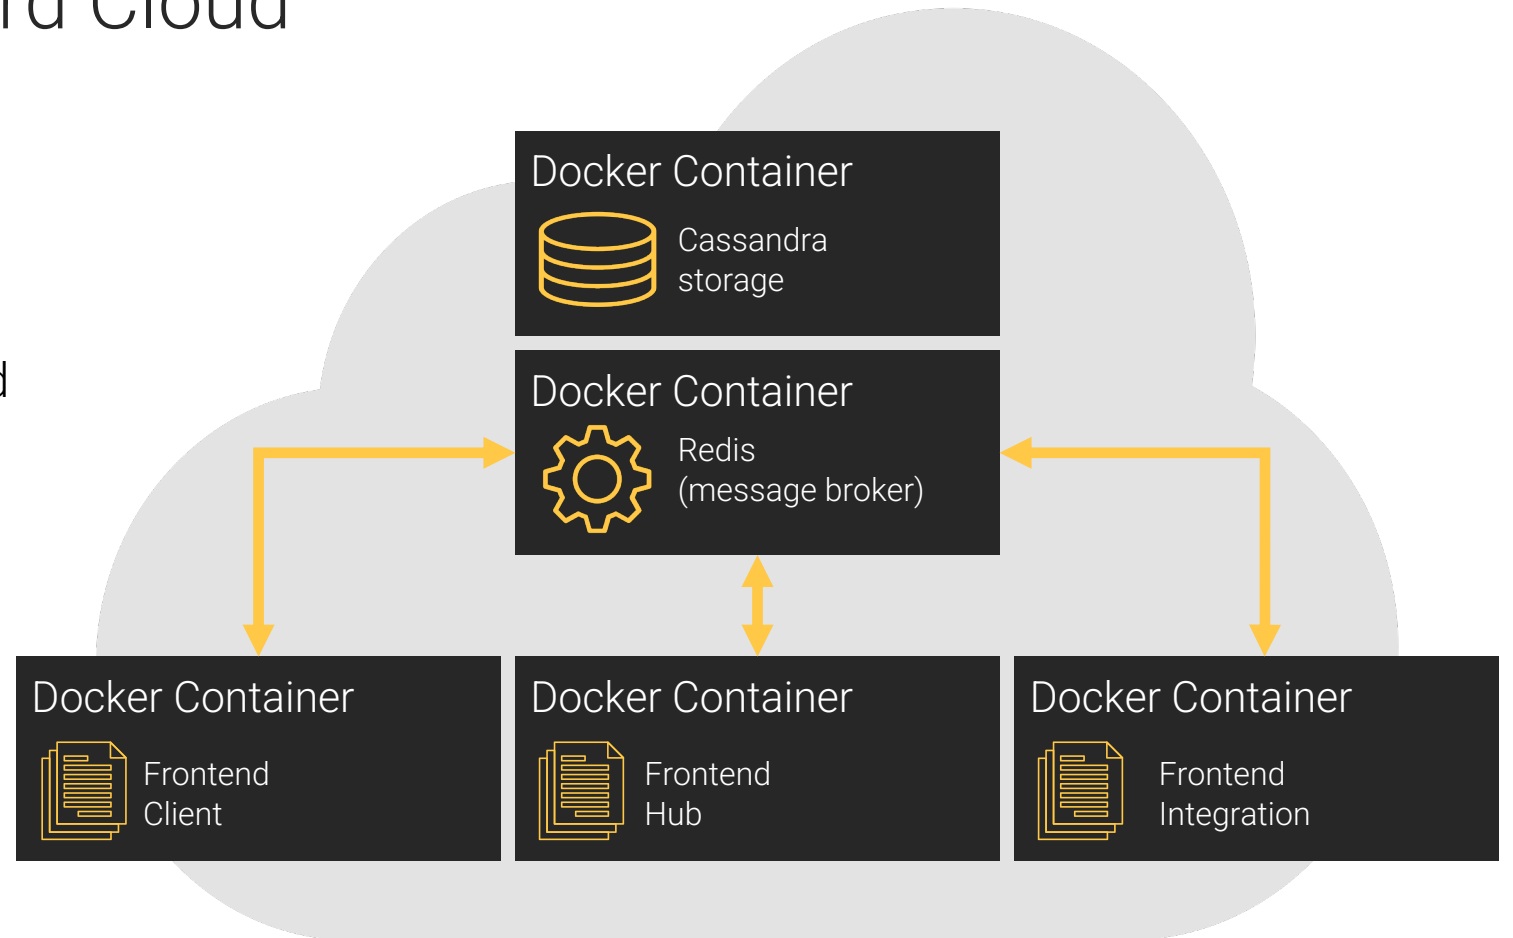 Cloud
Docker Container
Cassandra
storage
Docker Container
Redis
(message broker)
Docker Container
Frontend
Client
Docker Container
Frontend
Hub
Docker Container
Frontend
Integration